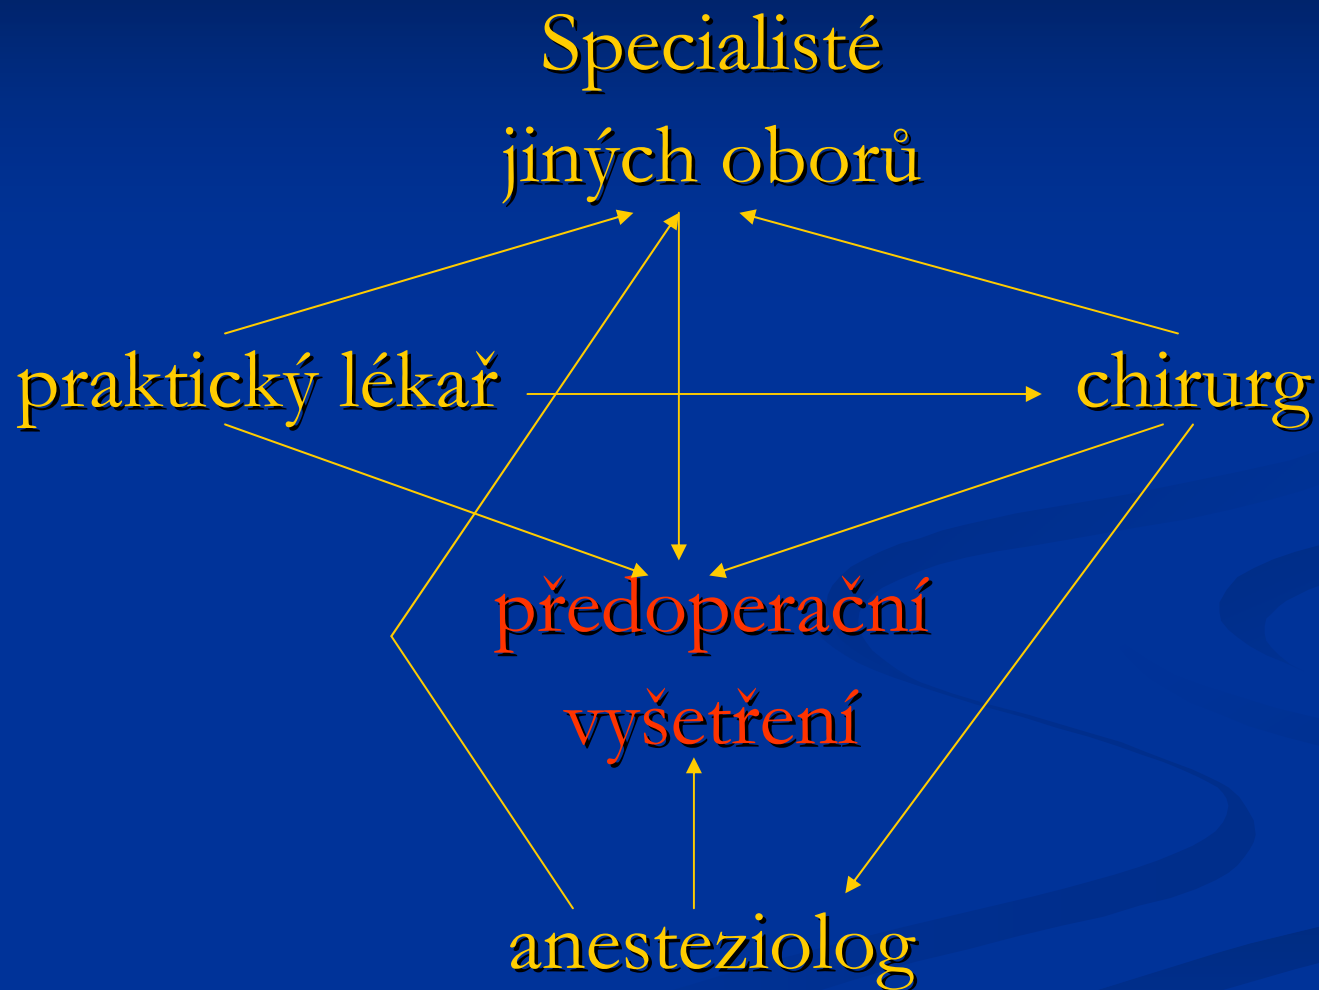 Specialisté
jiných oborů
praktický lékař
chirurg
předoperační
vyšetření
anesteziolog